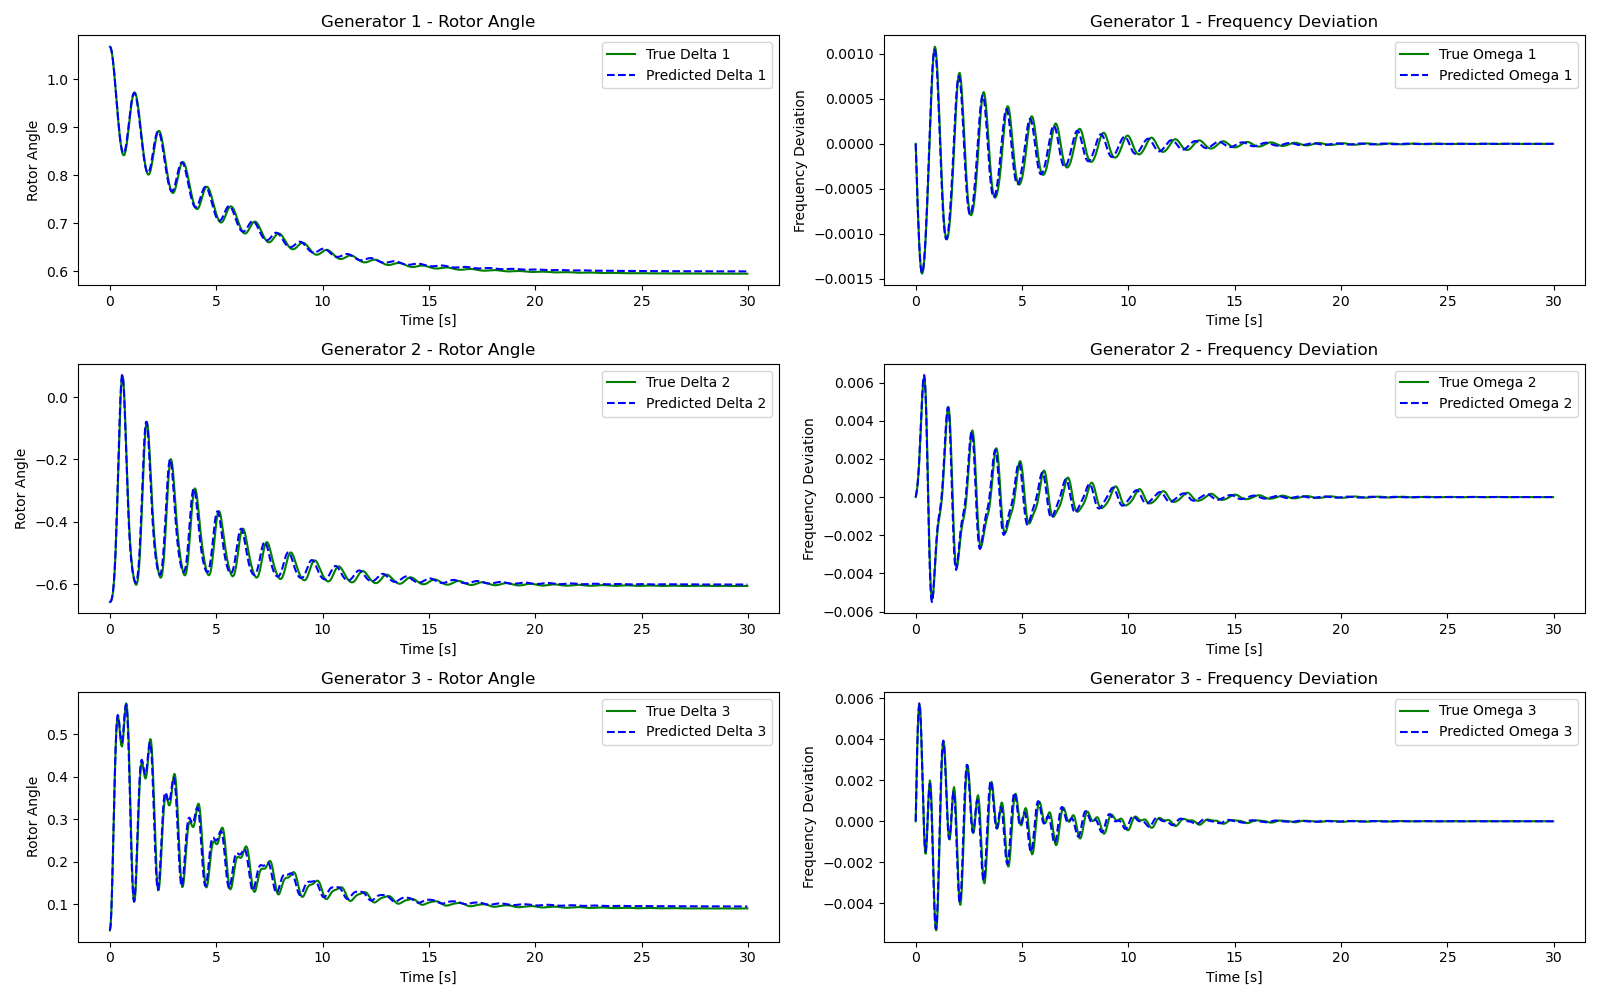 Generator 1 - Rotor Angle
True Delta 1
Predicted Delta 1
Rotor Angle
1.0
0.9
0.8
0.7
0.6
0 5 10 15 20 25 30
Time [s]
Generator 1 - Frequency Deviation
True Omega 1
Predicted Omega 1
Frequency Deviation
0.0010
0.0005
0.0000
−0.0005
−0.0010
−0.0015
0 5 10 15 20 25 30
Time [s]
Generator 2 - Rotor Angle
True Delta 2
Predicted Delta 2
Rotor Angle
0.0
−0.2
−0.4
−0.6
0 5 10 15 20 25 30
Time [s]
Generator 2 - Frequency Deviation
True Omega 2
Predicted Omega 2
Frequency Deviation
0.006
0.004
0.002
0.000
−0.002
−0.004
−0.006
0 5 10 15 20 25 30
Time [s]
Generator 3 - Rotor Angle
True Delta 3
Predicted Delta 3
Rotor Angle
0.5
0.4
0.3
0.2
0.1
0 5 10 15 20 25 30
Time [s]
Generator 3 - Frequency Deviation
True Omega 3
Predicted Omega 3
Frequency Deviation
0.006
0.004
0.002
0.000
−0.002
−0.004
0 5 10 15 20 25 30
Time [s]